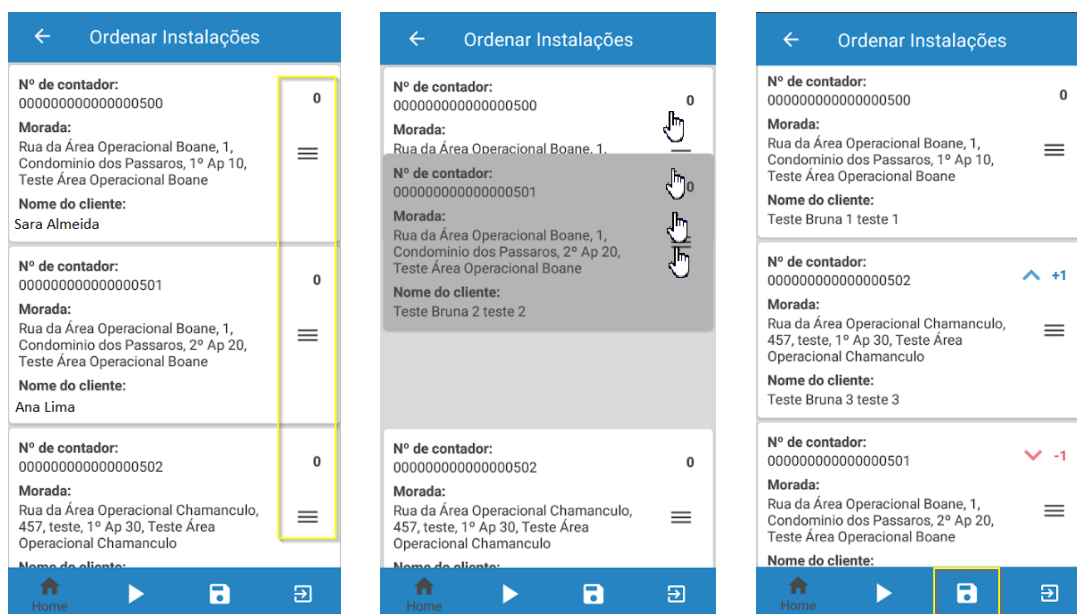 Ordenar Instalações
Nº de contador:
000000000000000500
0
Morada:
Rua da Área Operacional Boane, 1,
Condominio dos Passaros, 1º Ap 10,
Teste Área Operacional Boane
Nome do cliente:
Sara Almeida
Nº de contador:
000000000000000501
0
Morada:
Rua da Área Operacional Boane, 1,
Condominio dos Passaros, 2º Ap 20,
Teste Área Operacional Boane
Nome do cliente:
Ana Lima
Nº de contador:
000000000000000502
0
Morada:
Rua da Área Operacional Chamanculo,
457, teste, 1º Ap 30, Teste Área
Operacional Chamanculo
Nome do cliente:
Home
Ordenar Instalações
Nº de contador:
000000000000000500
0
Morada:
Rua da Área Operacional Boane, 1,
Nº de contador:
000000000000000501
0
Morada:
Rua da Área Operacional Boane, 1,
Condominio dos Passaros, 2º Ap 20,
Teste Área Operacional Boane
Nome do cliente:
Teste Bruna 2 teste 2
Nº de contador:
000000000000000502
0
Morada:
Rua da Área Operacional Chamanculo,
457, teste, 1º Ap 30, Teste Área
Operacional Chamanculo
Nome do cliente:
Home
Ordenar Instalações
Nº de contador:
000000000000000500
0
Morada:
Rua da Área Operacional Boane, 1,
Condominio dos Passaros, 1º Ap 10,
Teste Área Operacional Boane
Nome do cliente:
Teste Bruna 1 teste 1
Nº de contador:
000000000000000502
+1
Morada:
Rua da Área Operacional Chamanculo,
457, teste, 1º Ap 30, Teste Área
Operacional Chamanculo
Nome do cliente:
Teste Bruna 3 teste 3
Nº de contador:
000000000000000501
-1
Morada:
Rua da Área Operacional Boane, 1,
Condominio dos Passaros, 2º Ap 20,
Teste Área Operacional Boane
Nome do cliente:
Home